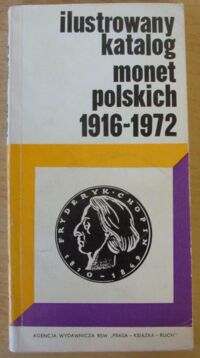 ilustrowany
katalog
monet
polskich
1916-1972
FRYDERYK·CHOPIN
1810-1849
AGENCJA WYDAWNICZA RSW „PRASA – KSIĄŻKA – RUCH”